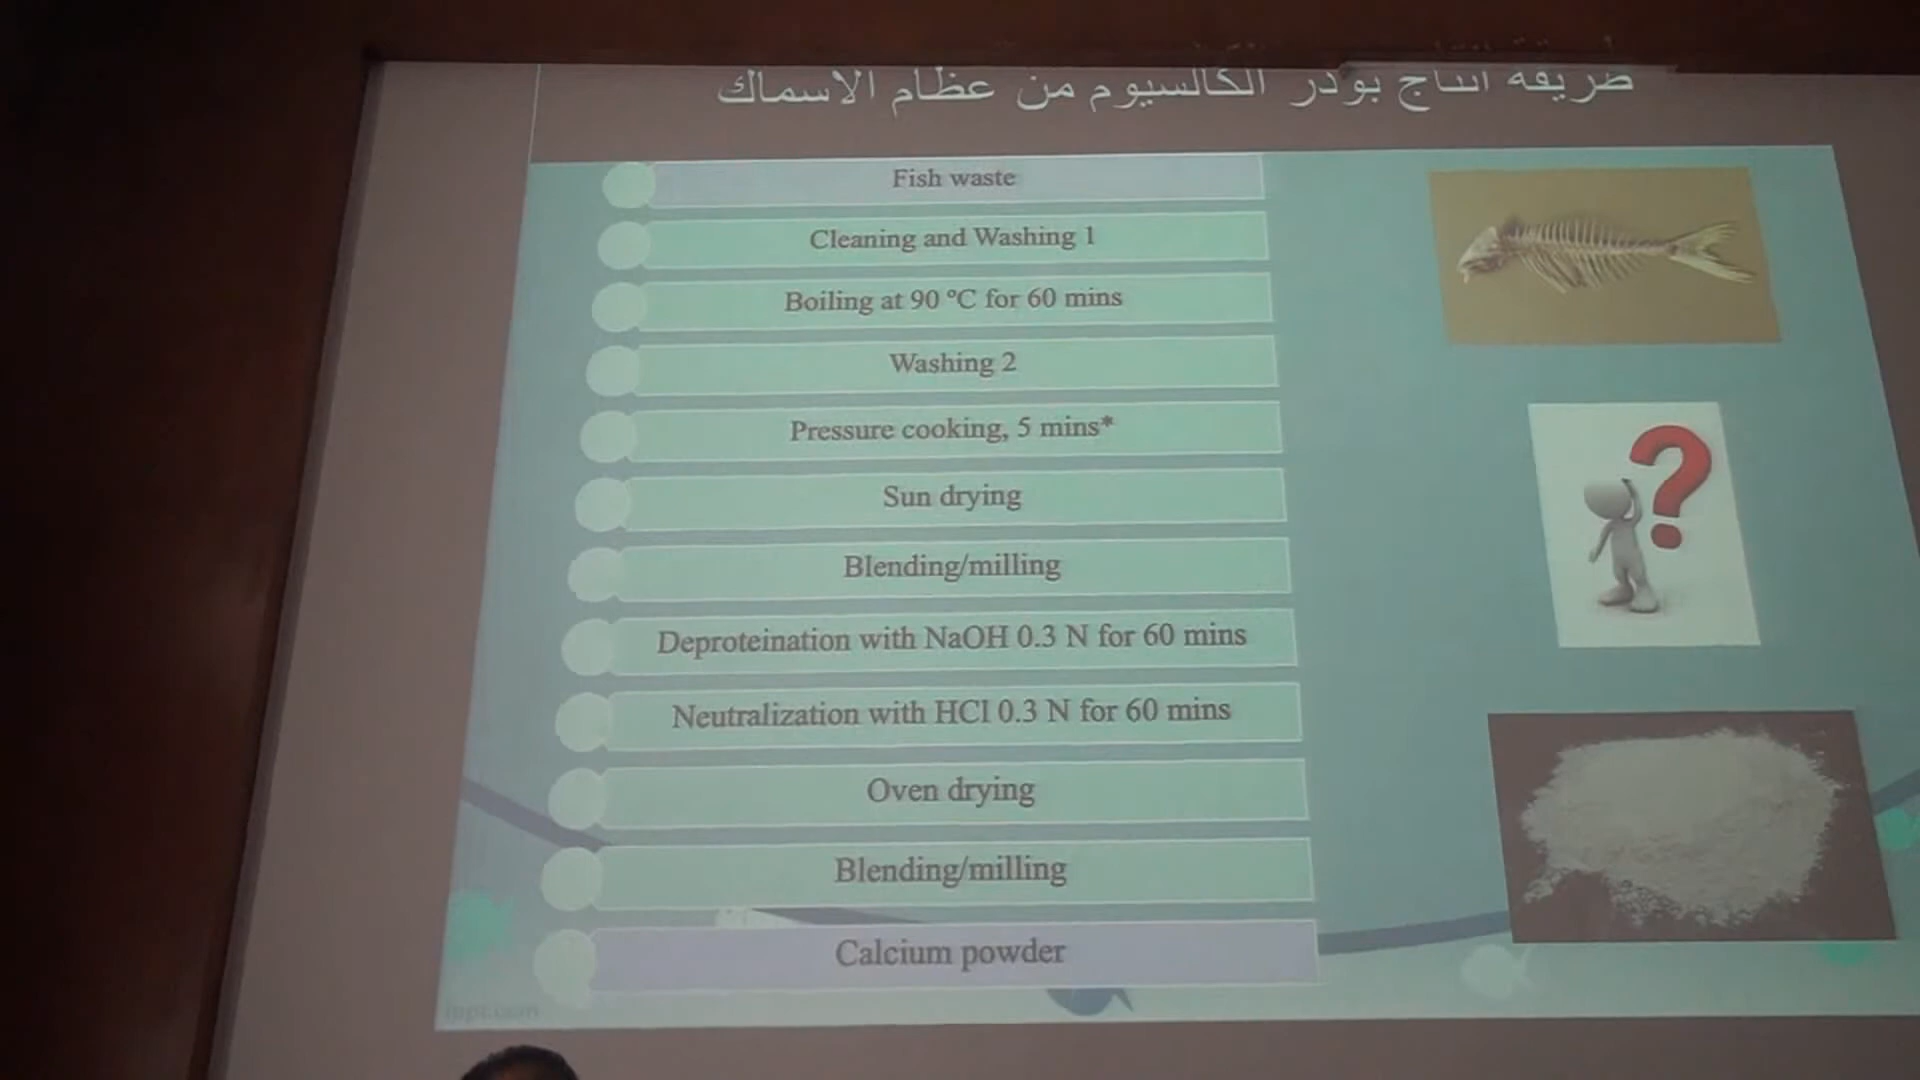 طريقة انتاج بودر الكالسيوم من عظام الاسماك
Fish waste
Cleaning and Washing 1
Boiling at 90 °C for 60 mins
Washing 2
Pressure cooking, 5 mins*
Sun drying
Blending/milling
Deproteination with NaOH 0.3 N for 60 mins
Neutralization with HCl 0.3 N for 60 mins
Oven drying
Blending/milling
Calcium powder